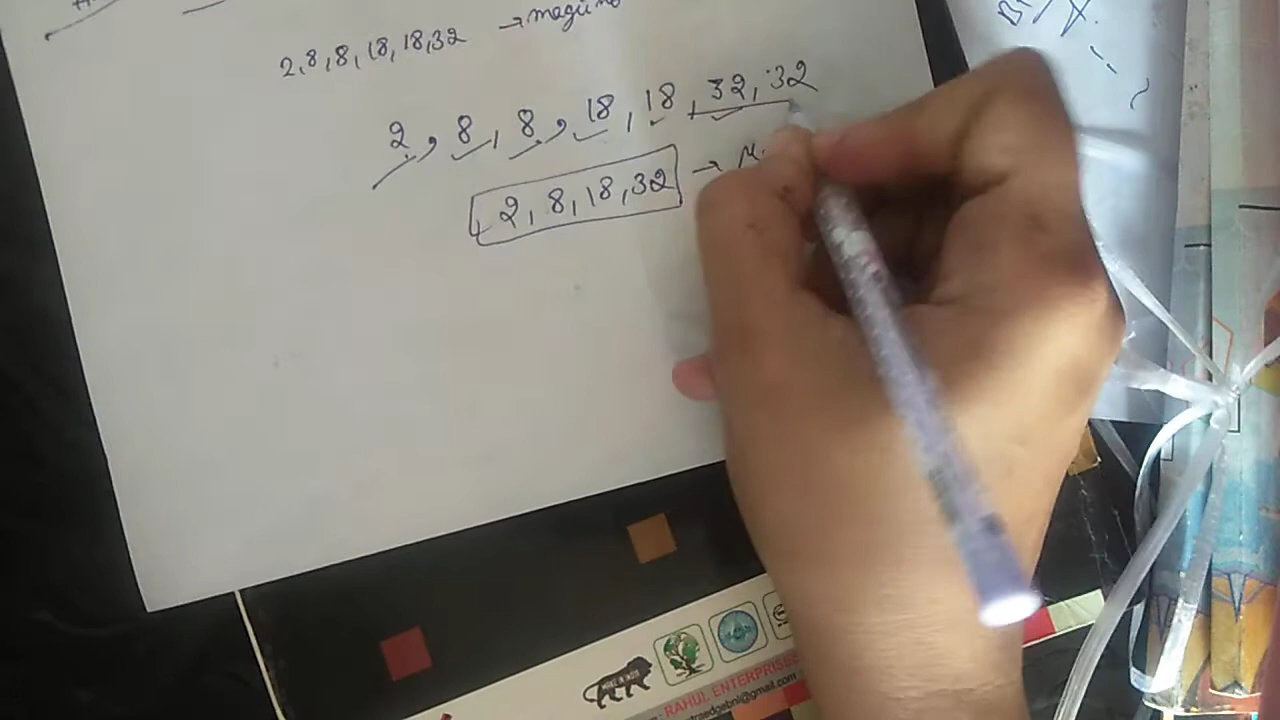 2,8,8,18,18,32 →
2, 8, 8, 18, 18, 32, 32
2, 8, 18, 32 →
RAHUL ENTERPRISES